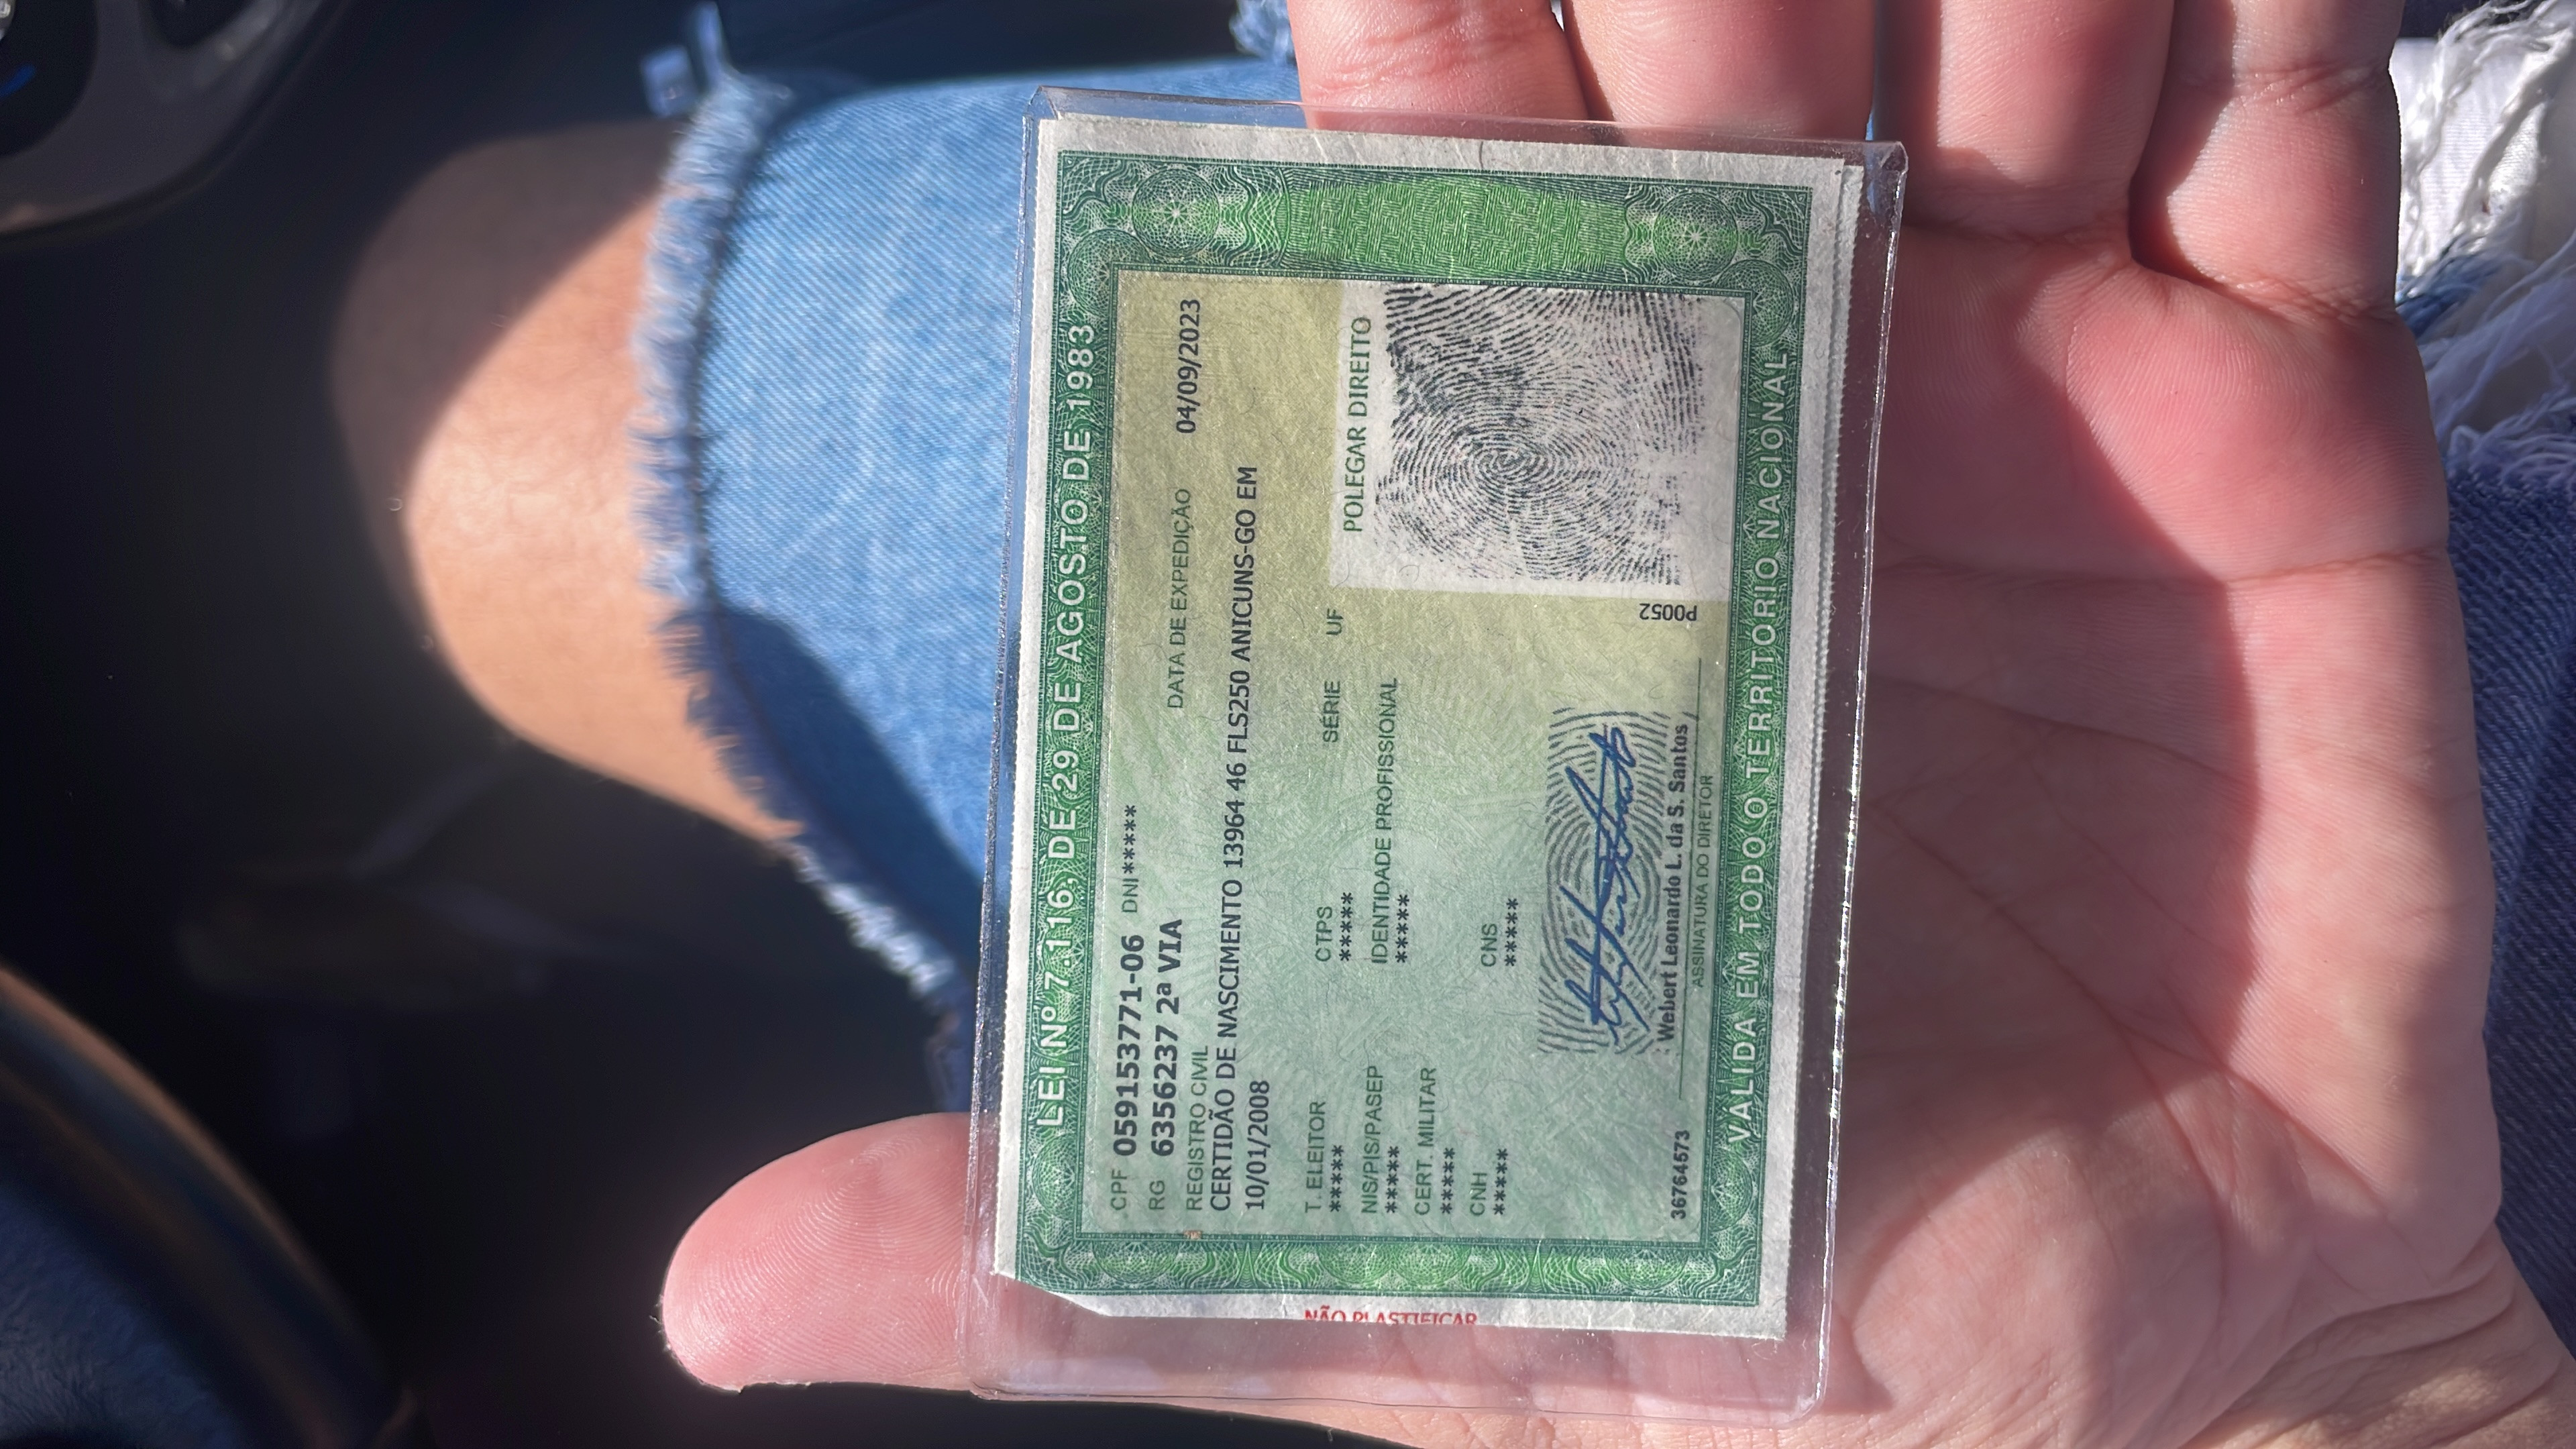 LEI Nº 7.116, DE 29 DE AGOSTO DE 1983
CPF 059153771-06 DNI *****
RG 6356237 2ª VIA DATA DE EXPEDIÇÃO 04/09/2023
REGISTRO CIVIL
CERTIDÃO DE NASCIMENTO 13964 46 FLS250 ANICUNS-GO EM
10/01/2008
T. ELEITOR CTPS SÉRIE UF
***** *****
NIS/PIS/PASEP IDENTIDADE PROFISSIONAL
***** *****
CERT. MILITAR
*****
CNH CNS
***** *****
POLEGAR DIREITO
P0052
Webert Leonardo L. da S. Santos
36764573 ASSINATURA DO DIRETOR
VALIDA EM TODO O TERRITÓRIO NACIONAL
NÃO PLASTIFICAR